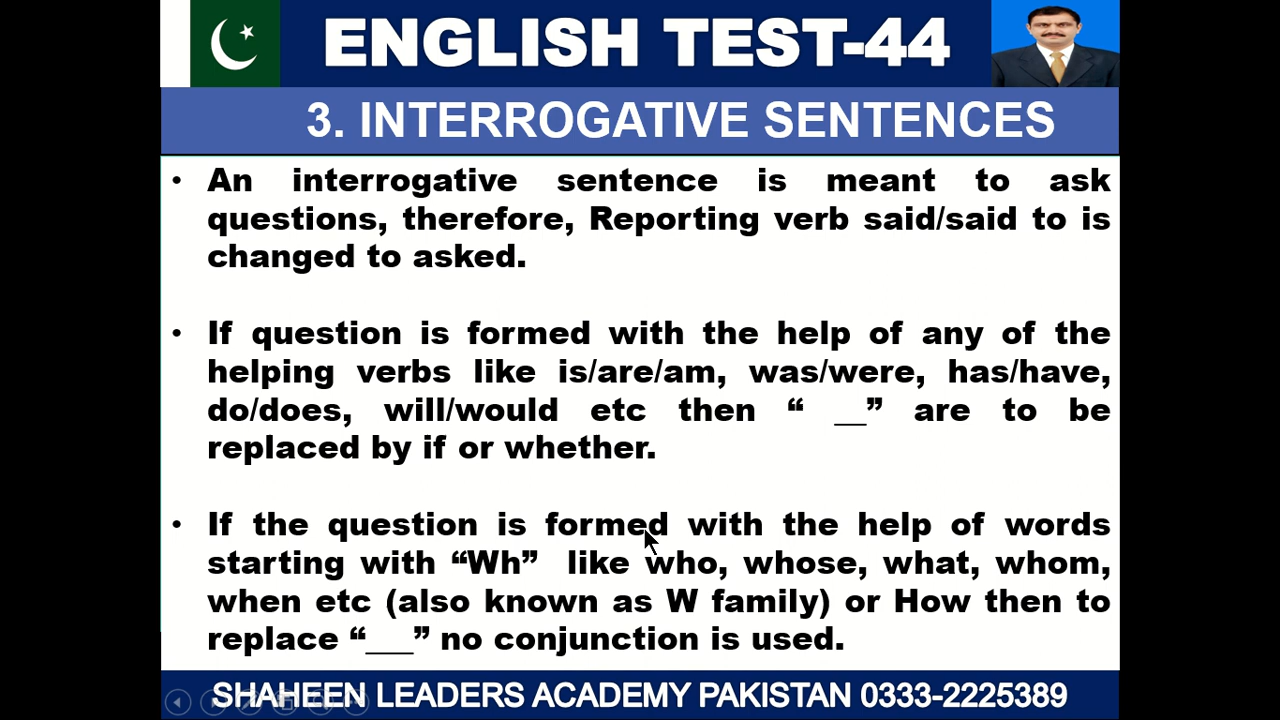 ENGLISH TEST-44
3. INTERROGATIVE SENTENCES
• An interrogative sentence is meant to ask
questions, therefore, Reporting verb said/said to is
changed to asked.
• If question is formed with the help of any of the
helping verbs like is/are/am, was/were, has/have,
do/does, will/would etc then “ __” are to be
replaced by if or whether.
• If the question is formed with the help of words
starting with “Wh” like who, whose, what, whom,
when etc (also known as W family) or How then to
replace “___” no conjunction is used.
SHAHEEN LEADERS ACADEMY PAKISTAN 0333-2225389